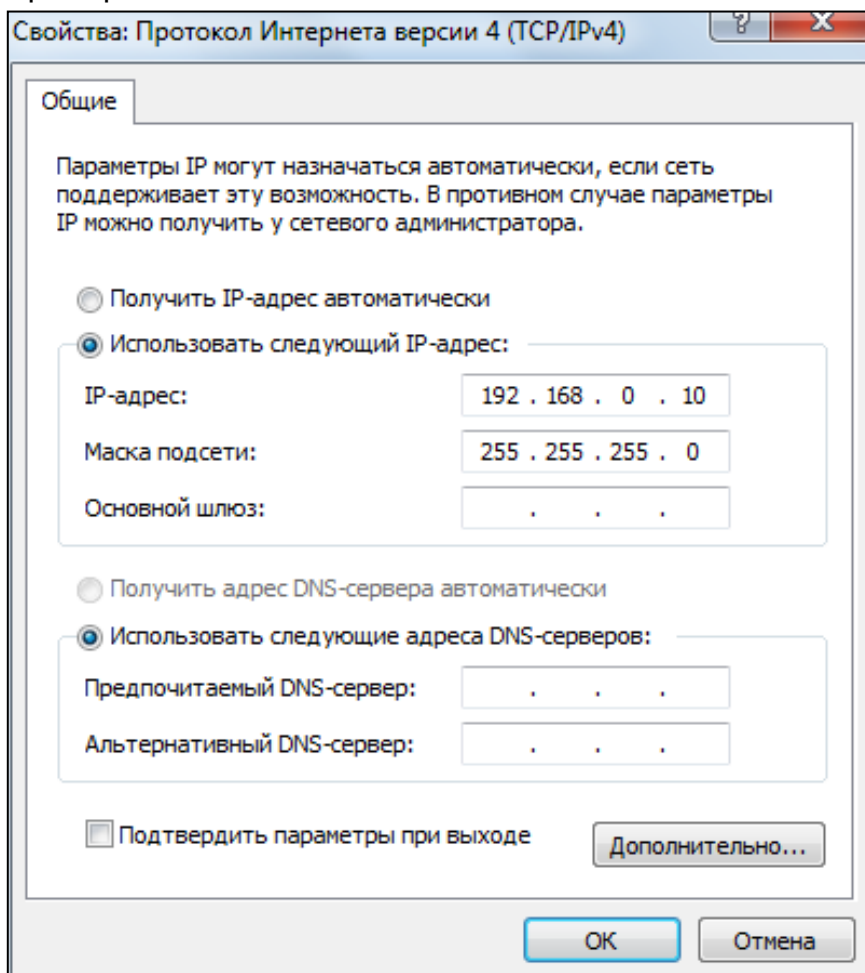 Свойства: Протокол Интернета версии 4 (TCP/IPv4)
?
X
Общие
Параметры IP могут назначаться автоматически, если сеть
поддерживает эту возможность. В противном случае параметры
IP можно получить у сетевого администратора.
Получить IP-адрес автоматически
Использовать следующий IP-адрес:
IP-адрес: 192 . 168 . 0 . 10
Маска подсети: 255 . 255 . 255 . 0
Основной шлюз: . . .
Получить адрес DNS-сервера автоматически
Использовать следующие адреса DNS-серверов:
Предпочитаемый DNS-сервер: . . .
Альтернативный DNS-сервер: . . .
Подтвердить параметры при выходе
Дополнительно...
ОК
Отмена